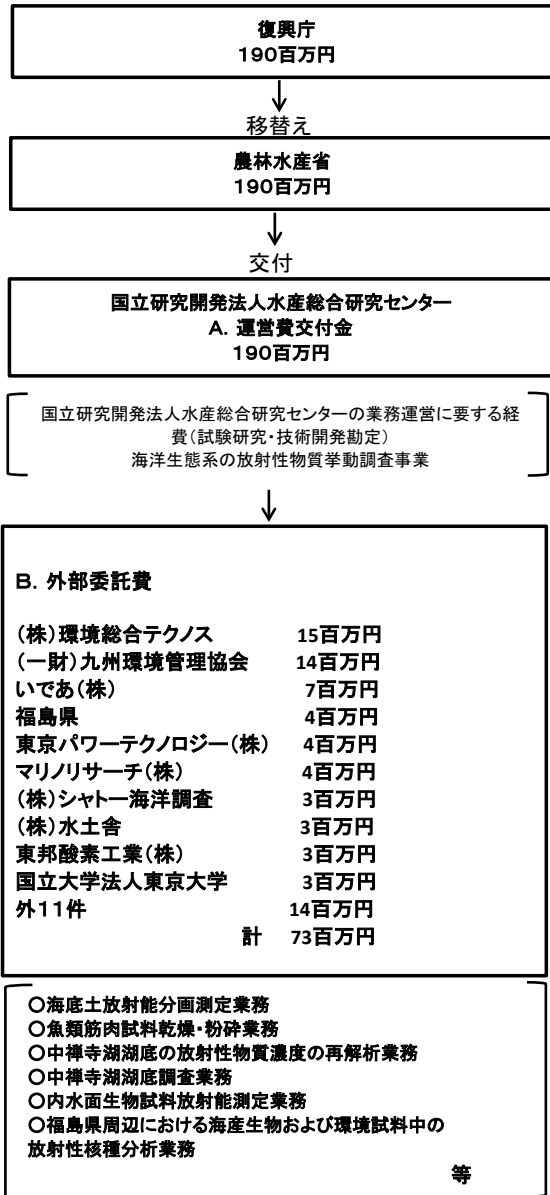 復興庁
190百万円
移替え
農林水産省
190百万円
交付
国立研究開発法人水産総合研究センター
A. 運営費交付金
190百万円
国立研究開発法人水産総合研究センターの業務運営に要する経
費(試験研究・技術開発勘定)
海洋生態系の放射性物質挙動調査事業
B. 外部委託費
(株)環境総合テクノス 15百万円
(一財)九州環境管理協会 14百万円
いであ(株) 7百万円
福島県 4百万円
東京パワーテクノロジー(株) 4百万円
マリノリサーチ(株) 4百万円
(株)シャトー海洋調査 3百万円
(株)水土舎 3百万円
東邦酸素工業(株) 3百万円
国立大学法人東京大学 3百万円
外11件 14百万円
計 73百万円
○海底土放射能分画測定業務
○魚類筋肉試料乾燥・粉砕業務
○中禅寺湖湖底の放射性物質濃度の再解析業務
○中禅寺湖湖底調査業務
○内水面生物試料放射能測定業務
○福島県周辺における海産生物および環境試料中の
放射性核種分析業務
等